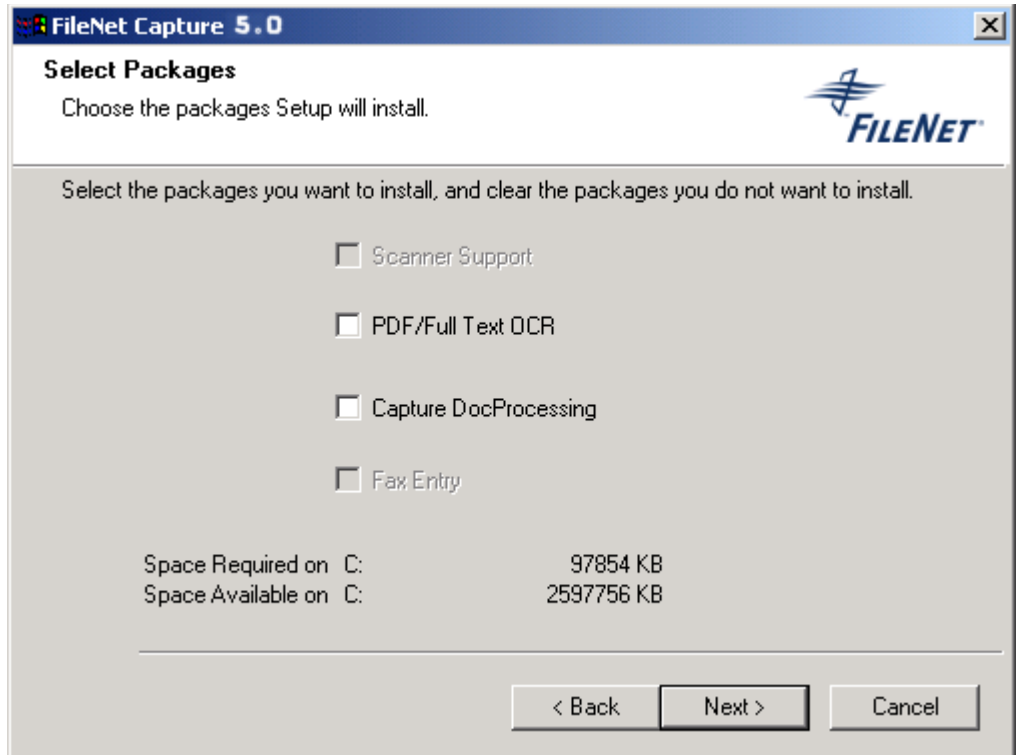 FileNet Capture 5.0
Select Packages
Choose the packages Setup will install.
FILENET
Select the packages you want to install, and clear the packages you do not want to install.
Scanner Support
PDF/Full Text OCR
Capture DocProcessing
Fax Entry
Space Required on C: 97854 KB
Space Available on C: 2597756 KB
< Back Next > Cancel